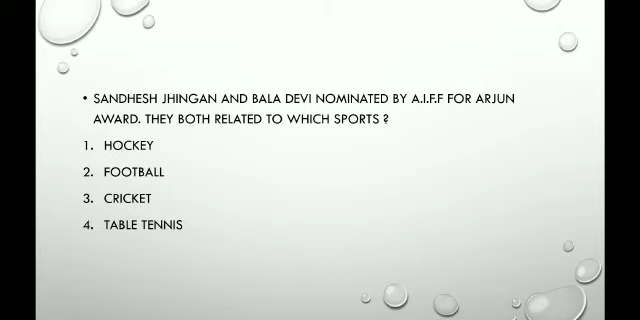 • SANDHESH JHINGAN AND BALA DEVI NOMINATED BY A.I.F.F FOR ARJUN
AWARD. THEY BOTH RELATED TO WHICH SPORTS ?
1. HOCKEY
2. FOOTBALL
3. CRICKET
4. TABLE TENNIS